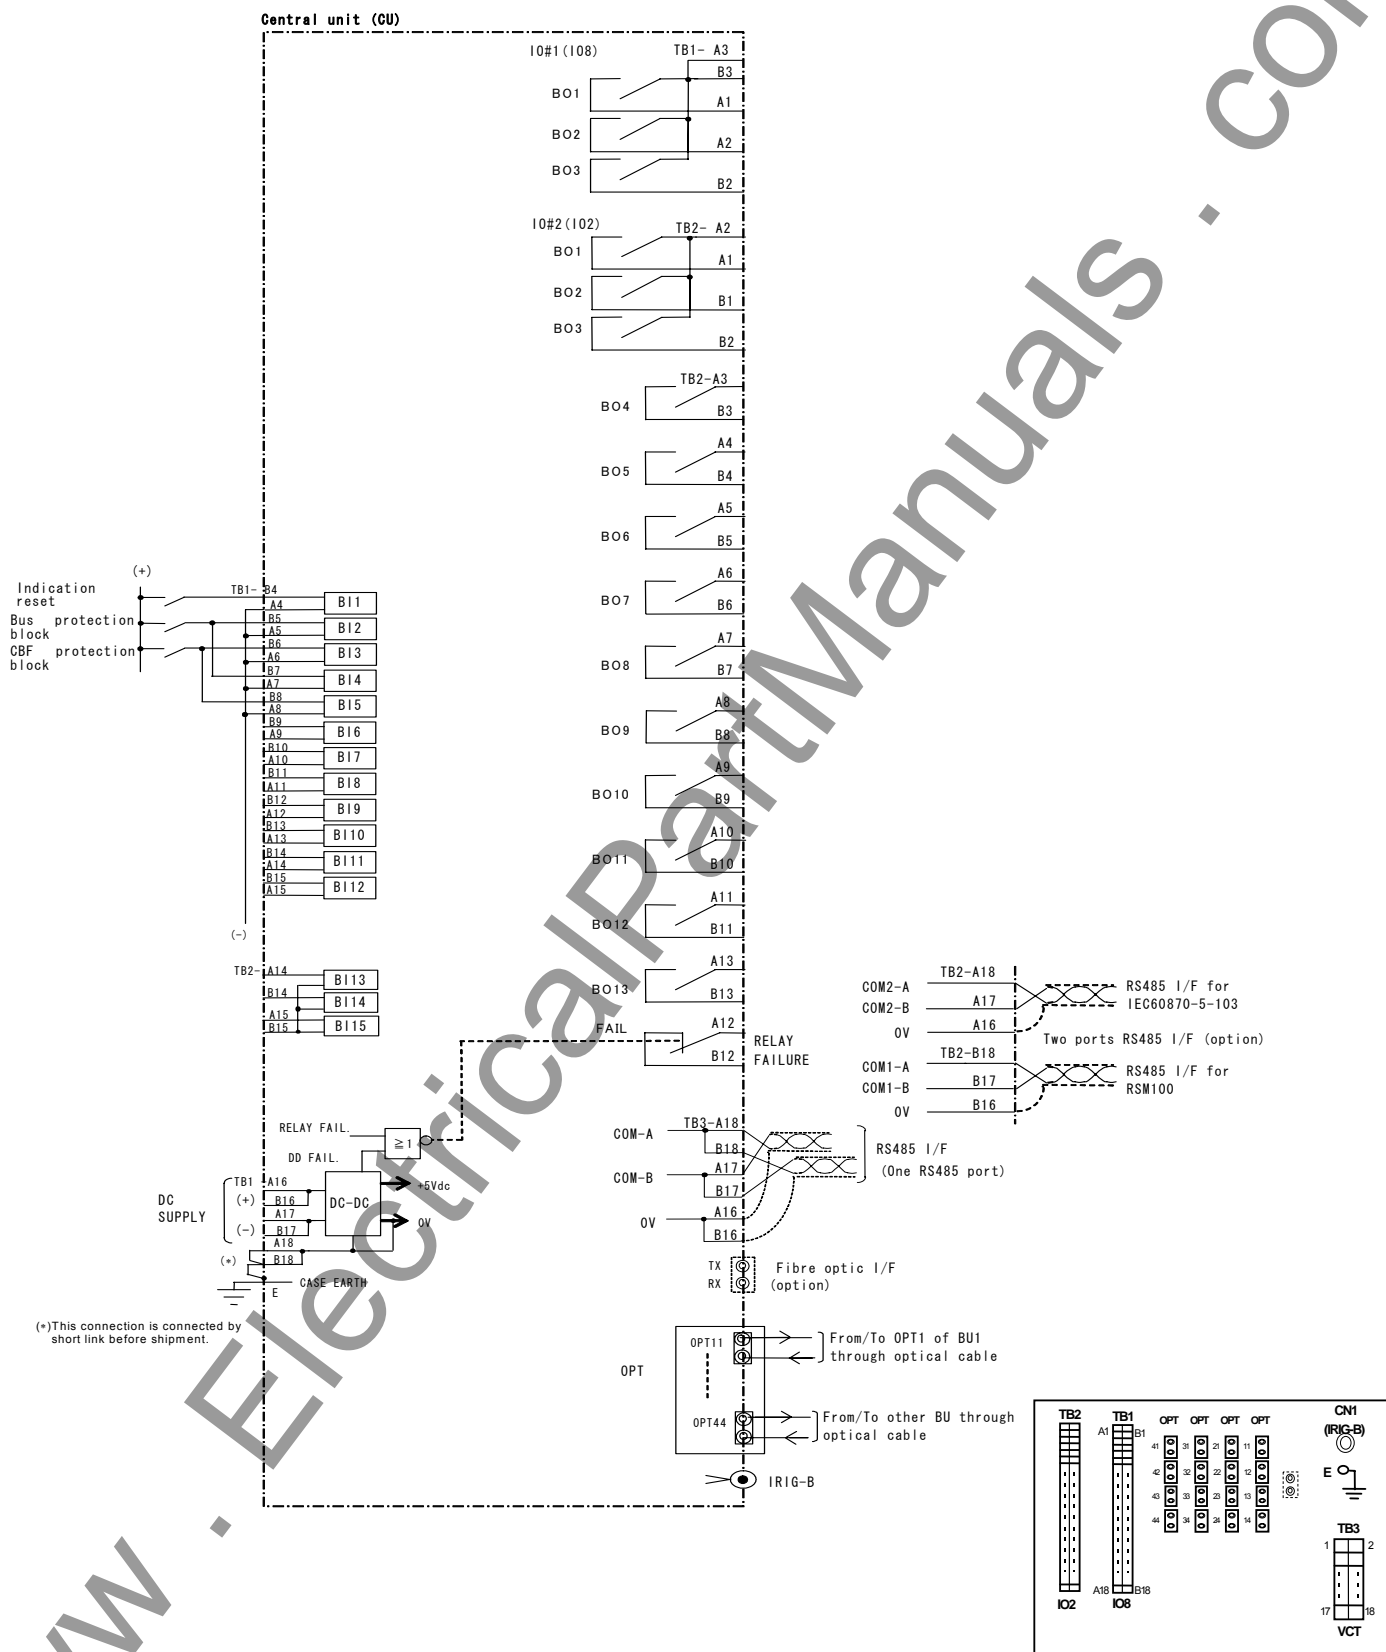 Central unit (CU)
IO#1(IO8)
TB1- A3
B3
BO1
A1
BO2
A2
BO3
B2
IO#2(IO2)
TB2- A2
BO1
A1
BO2
B1
BO3
B2
TB2-A3
BO4
B3
A4
BO5
B4
A5
BO6
B5
A6
BO7
B6
A7
BO8
B7
A8
BO9
B8
A9
BO10
B9
A10
BO11
B10
A11
BO12
B11
A13
BO13
B13
FAIL
A12
B12
RELAY
FAILURE
(+)
Indication
reset
Bus protection
block
CBF protection
block
TB1- B4
A4
BI1
B5
A5
BI2
B6
A6
BI3
B7
A7
BI4
B8
A8
BI5
B9
A9
BI6
B10
A10
BI7
B11
A11
BI8
B12
A12
BI9
B13
A13
BI10
B14
A14
BI11
B15
A15
BI12
(-)
TB2- A14
BI13
B14
BI14
A15
B15
BI15
COM2-A
TB2-A18
COM2-B
A17
0V
A16
RS485 I/F for
IEC60870-5-103
Two ports RS485 I/F (option)
COM1-A
TB2-B18
COM1-B
B17
0V
B16
RS485 I/F for
RSM100
RELAY FAIL.
≧1
DD FAIL.
DC
SUPPLY
TB1 A16
(+)
B16
A17
(-)
B17
A18
(*)
B18
DC-DC
+5Vdc
0V
CASE EARTH
E
(*)This connection is connected by
short link before shipment.
COM-A
TB3-A18
B18
COM-B
A17
B17
0V
A16
B16
RS485 I/F
(One RS485 port)
TX
RX
Fibre optic I/F
(option)
OPT
OPT11
From/To OPT1 of BU1
through optical cable
OPT44
From/To other BU through
optical cable
IRIG-B
TB2
TB1
OPT OPT OPT OPT
CN1
(IRIG-B)
A1
B1
41 31 21 11
42 32 22 12
43 33 23 13
44 34 24 14
E
TB3
1
2
A18
B18
IO2
IO8
17
18
VCT
www . ElectricalPartManuals . com